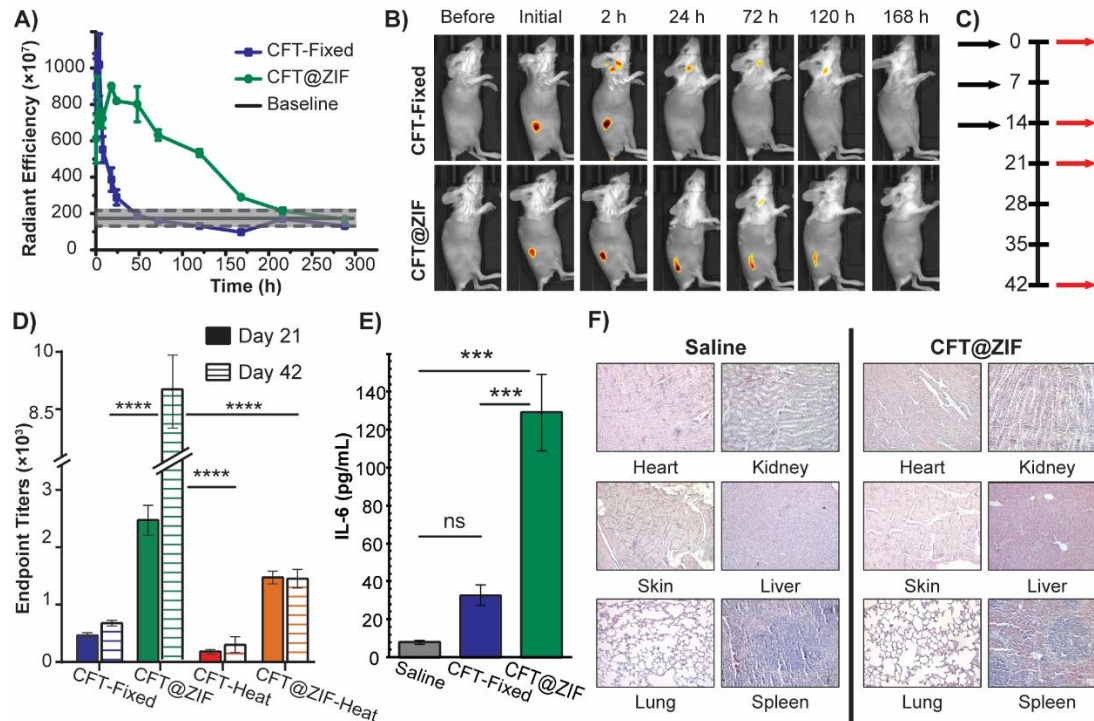 A)
Radiant Efficiency (×10⁷)
1000
800
600
400
200
0
CFT-Fixed
CFT@ZIF
Baseline
0 50 100 150 200 250 300
Time (h)
B)
Before Initial 2 h 24 h 72 h 120 h 168 h
CFT-Fixed
CFT@ZIF
C)
0
7
14
21
28
35
42
D)
Endpoint Titers (×10³)
10
8.5
3
2
1
0
Day 21
Day 42
****
****
****
CFT-Fixed
CFT@ZIF
CFT-Heat
CFT@ZIF-Heat
E)
IL-6 (pg/mL)
140
120
100
80
60
40
20
0
***
***
ns
Saline
CFT-Fixed
CFT@ZIF
F)
Saline
Heart Kidney
Skin Liver
Lung Spleen
CFT@ZIF
Heart Kidney
Skin Liver
Lung Spleen